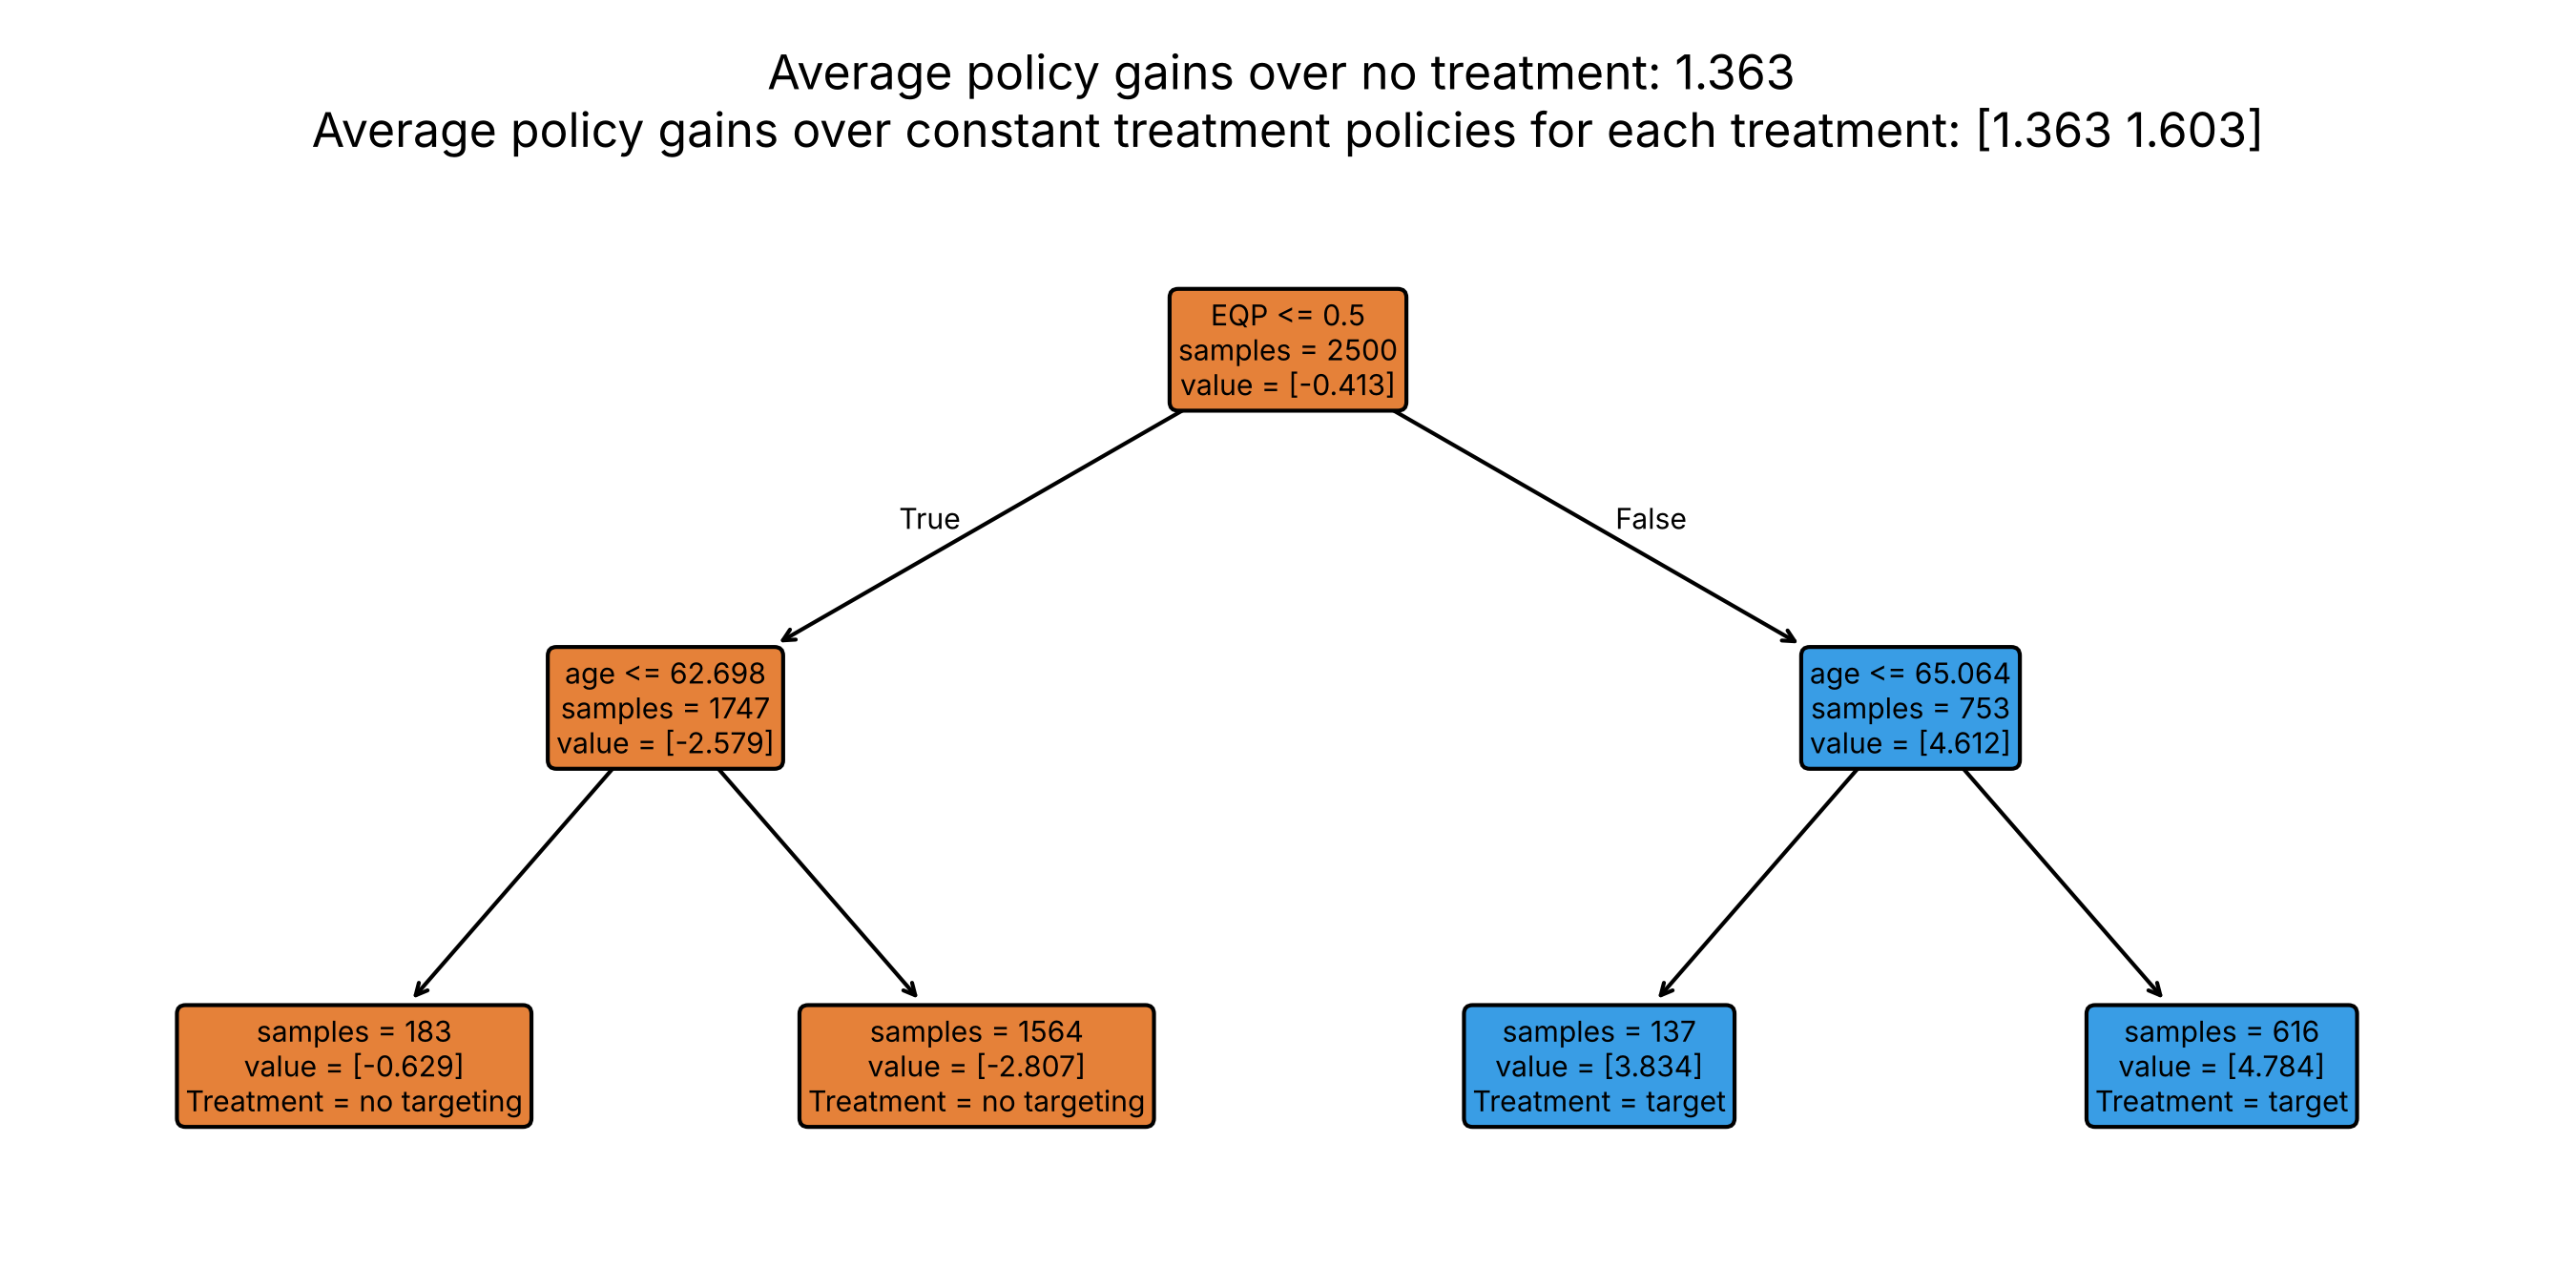 Average policy gains over no treatment: 1.363
Average policy gains over constant treatment policies for each treatment: [1.363 1.603]
EQP <= 0.5
samples = 2500
value = [-0.413]
True
False
age <= 62.698
samples = 1747
value = [-2.579]
age <= 65.064
samples = 753
value = [4.612]
samples = 183
value = [-0.629]
Treatment = no targeting
samples = 1564
value = [-2.807]
Treatment = no targeting
samples = 137
value = [3.834]
Treatment = target
samples = 616
value = [4.784]
Treatment = target